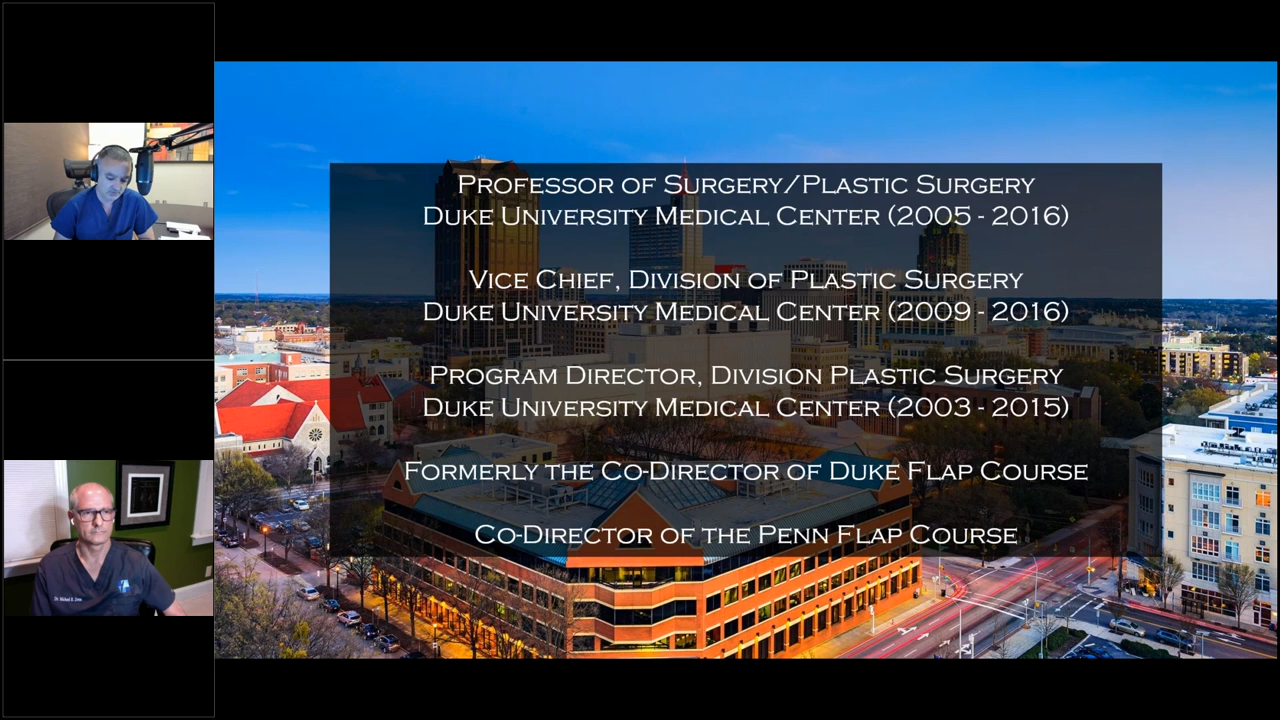 Professor of Surgery/Plastic Surgery
Duke University Medical Center (2005 - 2016)
Vice Chief, Division of Plastic Surgery
Duke University Medical Center (2009 - 2016)
Program Director, Division Plastic Surgery
Duke University Medical Center (2003 - 2015)
Formerly the Co-Director of Duke Flap Course
Co-Director of the Penn Flap Course
Dr. Michael R.